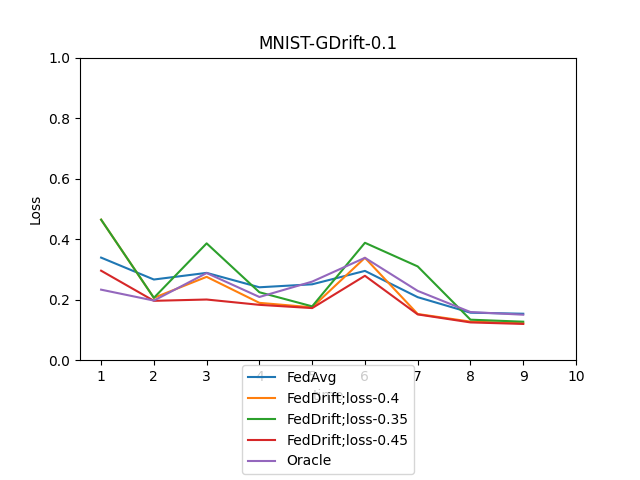 MNIST-GDrift-0.1
1.0
0.8
0.6
0.4
0.2
0.0
Loss
1 2 3 4 5 6 7 8 9 10
FedAvg
FedDrift;loss-0.4
FedDrift;loss-0.35
FedDrift;loss-0.45
Oracle